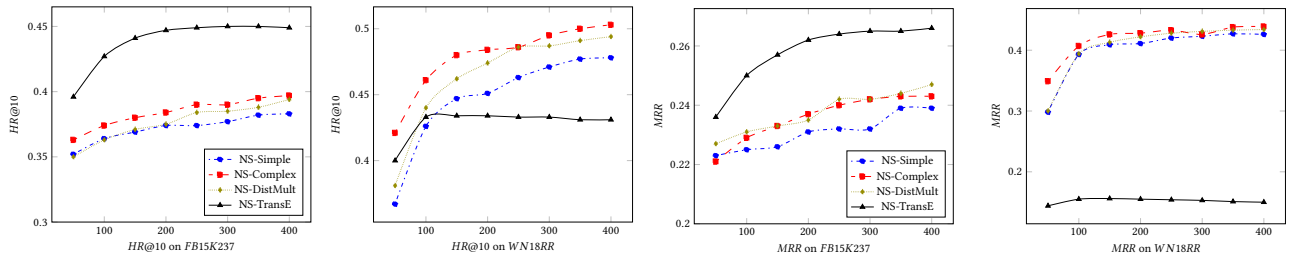 0.45
0.4
0.35
0.3
HR@10
100 200 300 400
HR@10 on FB15K237
NS-Simple
NS-Complex
NS-DistMult
NS-TransE
0.5
0.45
0.4
HR@10
100 200 300 400
HR@10 on WN18RR
0.26
0.24
0.22
0.2
MRR
100 200 300 400
MRR on FB15K237
NS-Simple
NS-Complex
NS-DistMult
NS-TransE
0.4
0.3
0.2
MRR
100 200 300 400
MRR on WN18RR